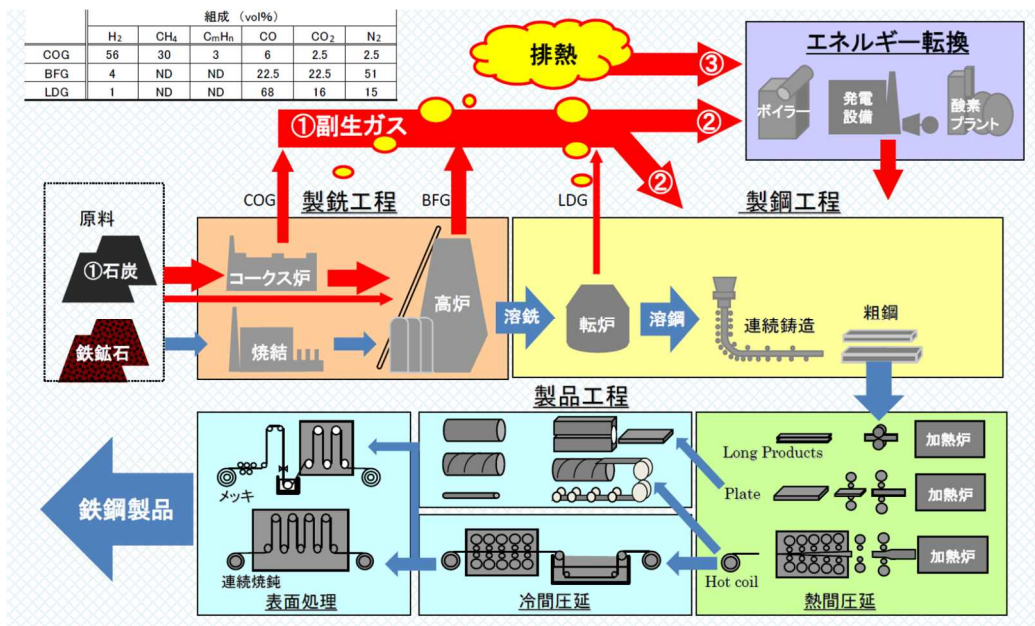 組成 (vol%)
H2 CH4 CmHn CO CO2 N2
COG 56 30 3 6 2.5 2.5
BFG 4 ND ND 22.5 22.5 51
LDG 1 ND ND 68 16 15
排熱
③
エネルギー転換
ボイラー
発電
設備
酸素
プラント
①副生ガス
②
②
COG
製銑工程
BFG
LDG
製鋼工程
原料
①石炭
鉄鉱石
コークス炉
焼結
高炉
溶銑
転炉
溶鋼
連続鋳造
粗鋼
製品工程
Long Products
加熱炉
Plate
加熱炉
Hot coil
加熱炉
熱間圧延
冷間圧延
メッキ
連続焼鈍
表面処理
鉄鋼製品